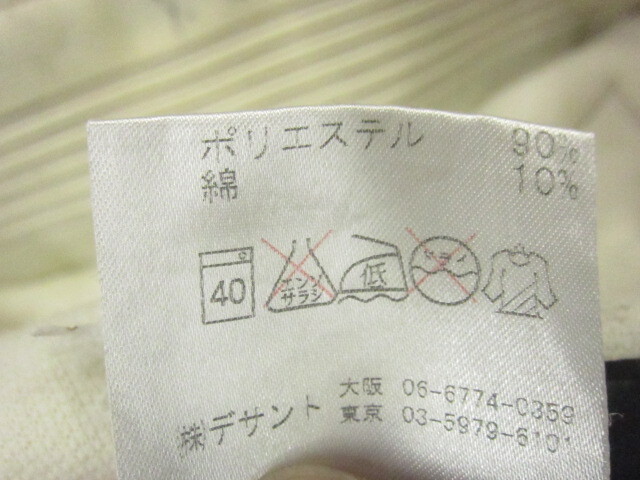 ポリエステル 90%
綿 10%
40 エンソサラシ 低 ドライ
大阪 06-6774-0359
㈱デサント 東京 03-5979-6101